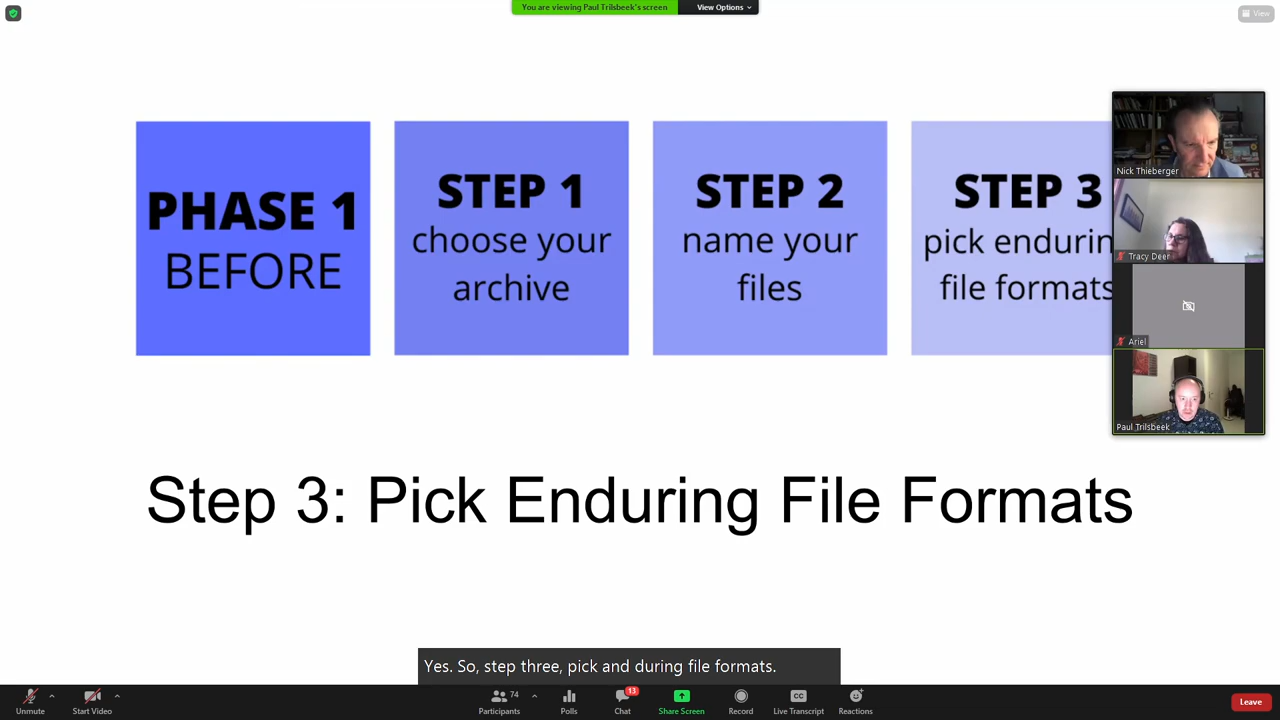 You are viewing Paul Trilsbeek's screen
View Options
View
PHASE 1
BEFORE
STEP 1
choose your
archive
STEP 2
name your
files
STEP 3
pick endurin
file formats
Nick Thieberger
Tracy Deer
Ariel
Paul Trilsbeek
Step 3: Pick Enduring File Formats
Yes. So, step three, pick and during file formats.
Unmute
Start Video
74
Participants
Polls
13
Chat
Share Screen
Record
CC
Live Transcript
Reactions
Leave